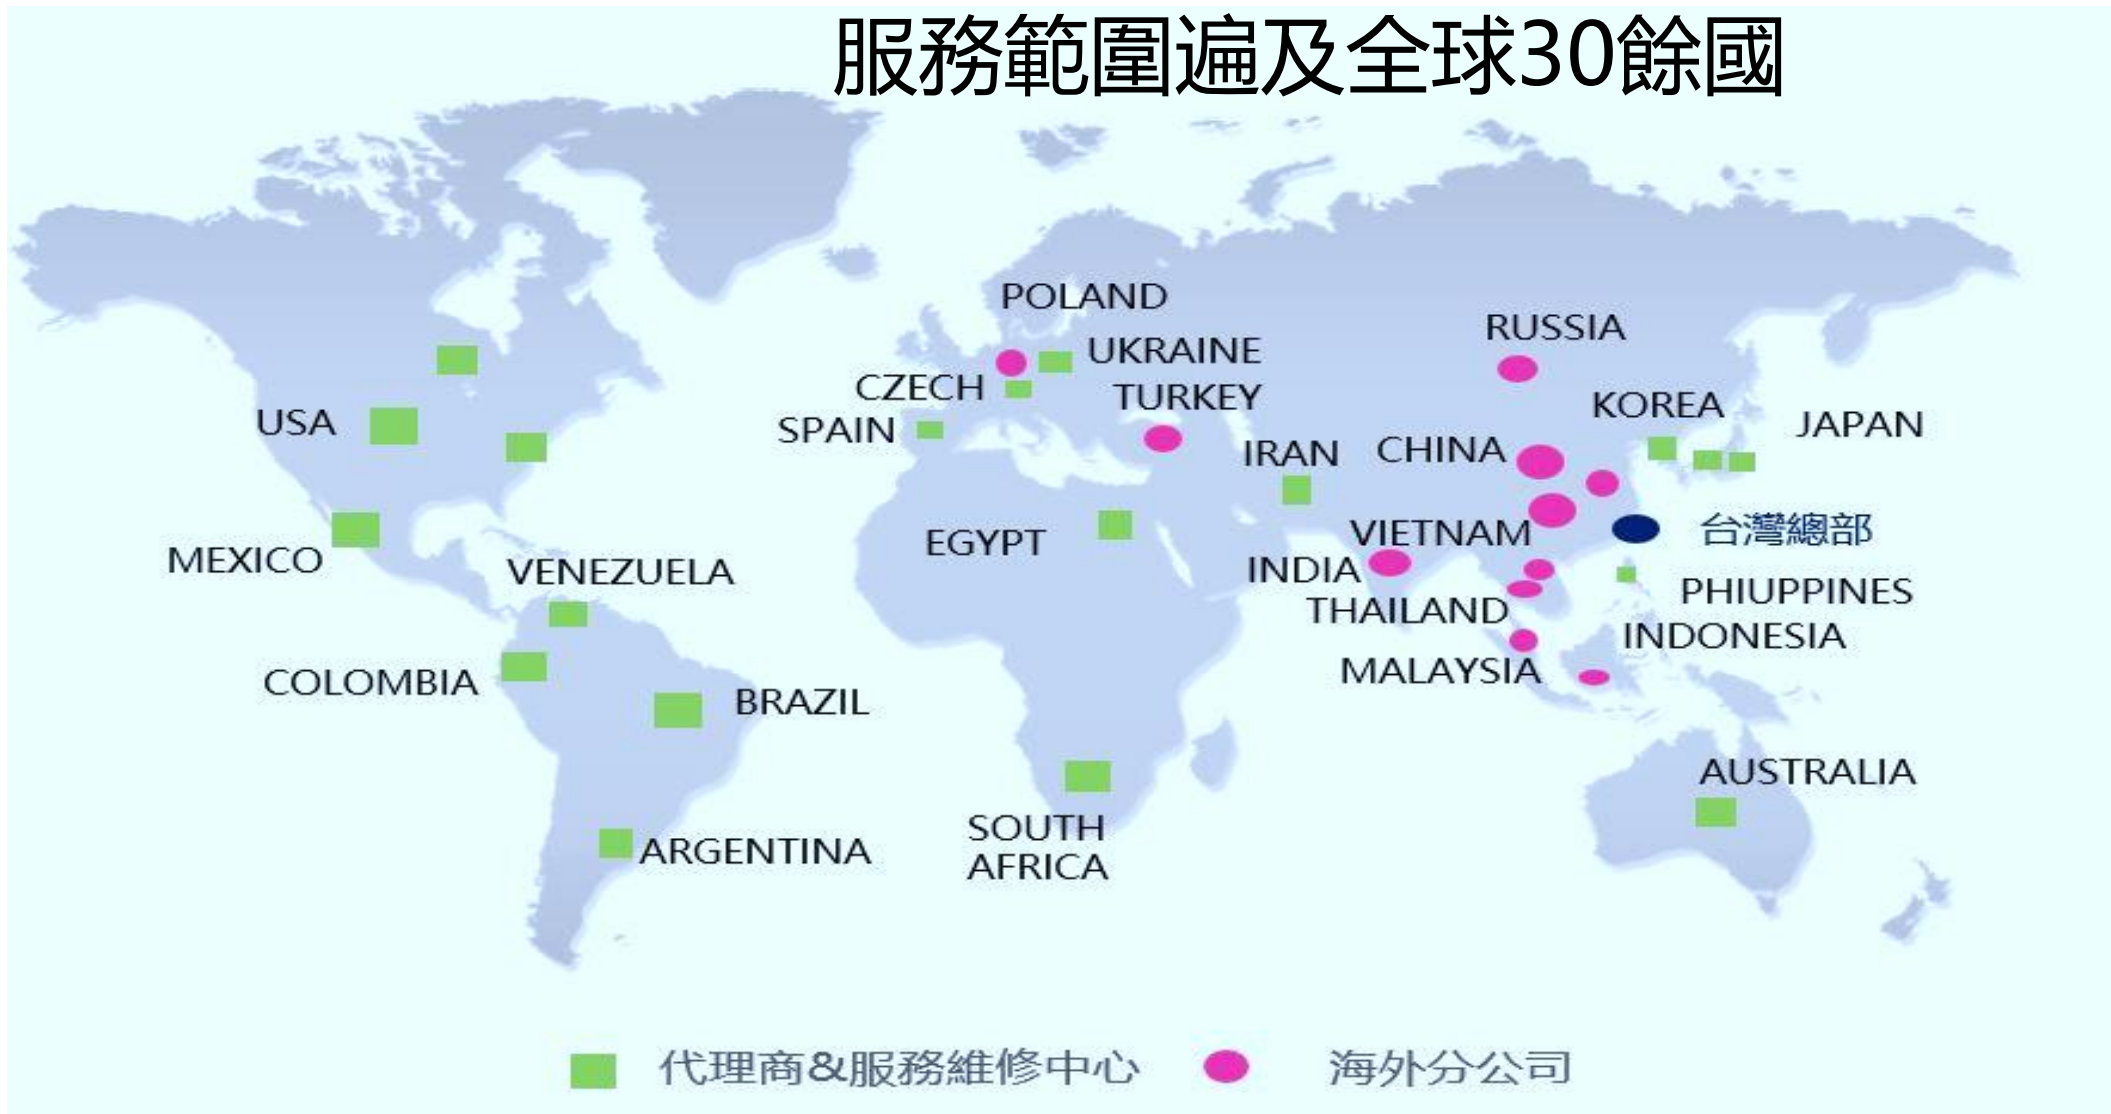 服務範圍遍及全球30餘國
POLAND
RUSSIA
UKRAINE
CZECH
TURKEY
KOREA
USA
SPAIN
JAPAN
IRAN
CHINA
EGYPT
VIETNAM
台灣總部
MEXICO
VENEZUELA
INDIA
PHIUPPINES
THAILAND
INDONESIA
COLOMBIA
MALAYSIA
BRAZIL
AUSTRALIA
SOUTH
AFRICA
ARGENTINA
代理商&服務維修中心
海外分公司